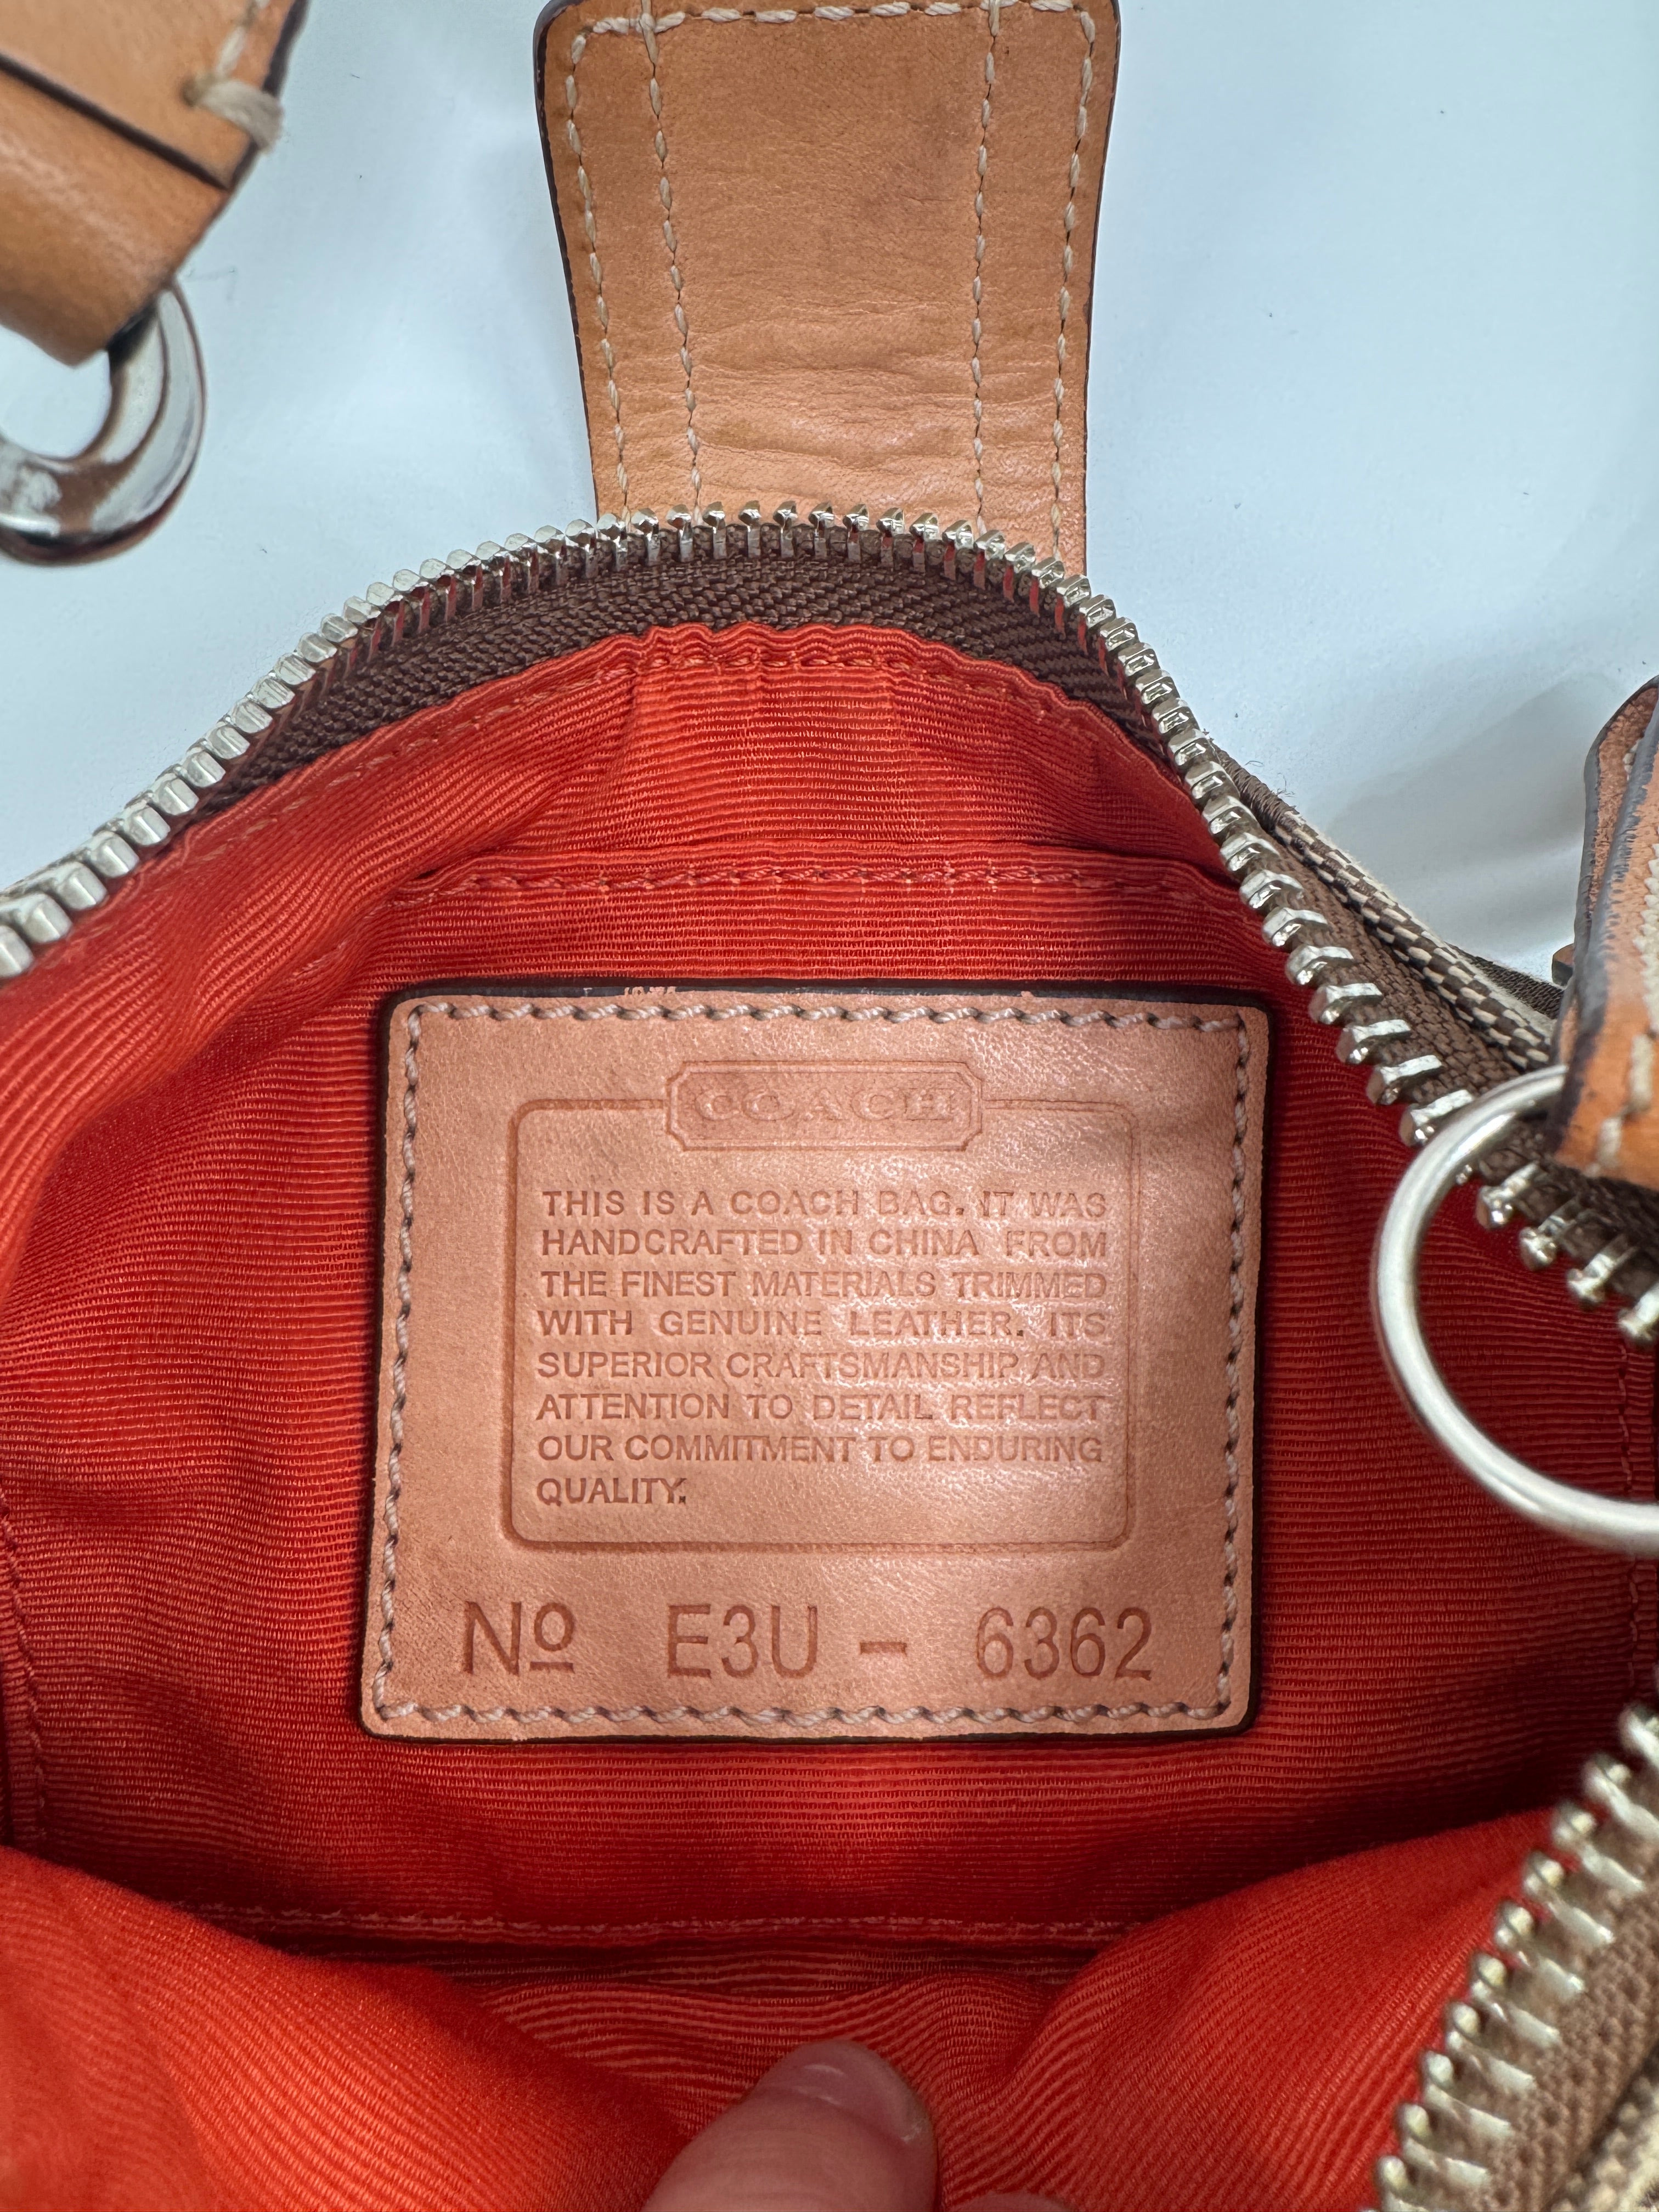 COACH
THIS IS A COACH BAG. IT WAS
HANDCRAFTED IN CHINA FROM
THE FINEST MATERIALS TRIMMED
WITH GENUINE LEATHER. ITS
SUPERIOR CRAFTSMANSHIP AND
ATTENTION TO DETAIL REFLECT
OUR COMMITMENT TO ENDURING
QUALITY.
Nº E3U - 6362